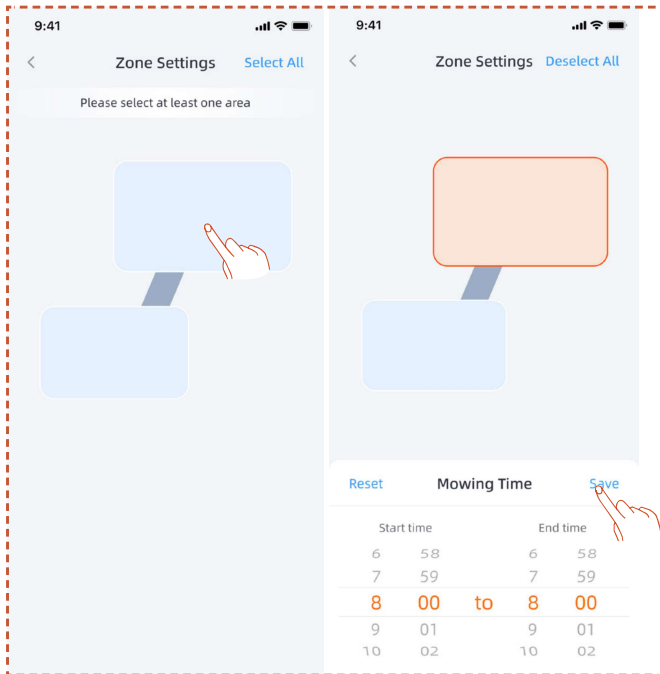 9:41
Zone Settings Select All
Please select at least one area
9:41
Zone Settings Deselect All
Reset Mowing Time Save
Start time End time
6 58 6 58
7 59 7 59
8 00 to 8 00
9 01 9 01
10 02 10 02